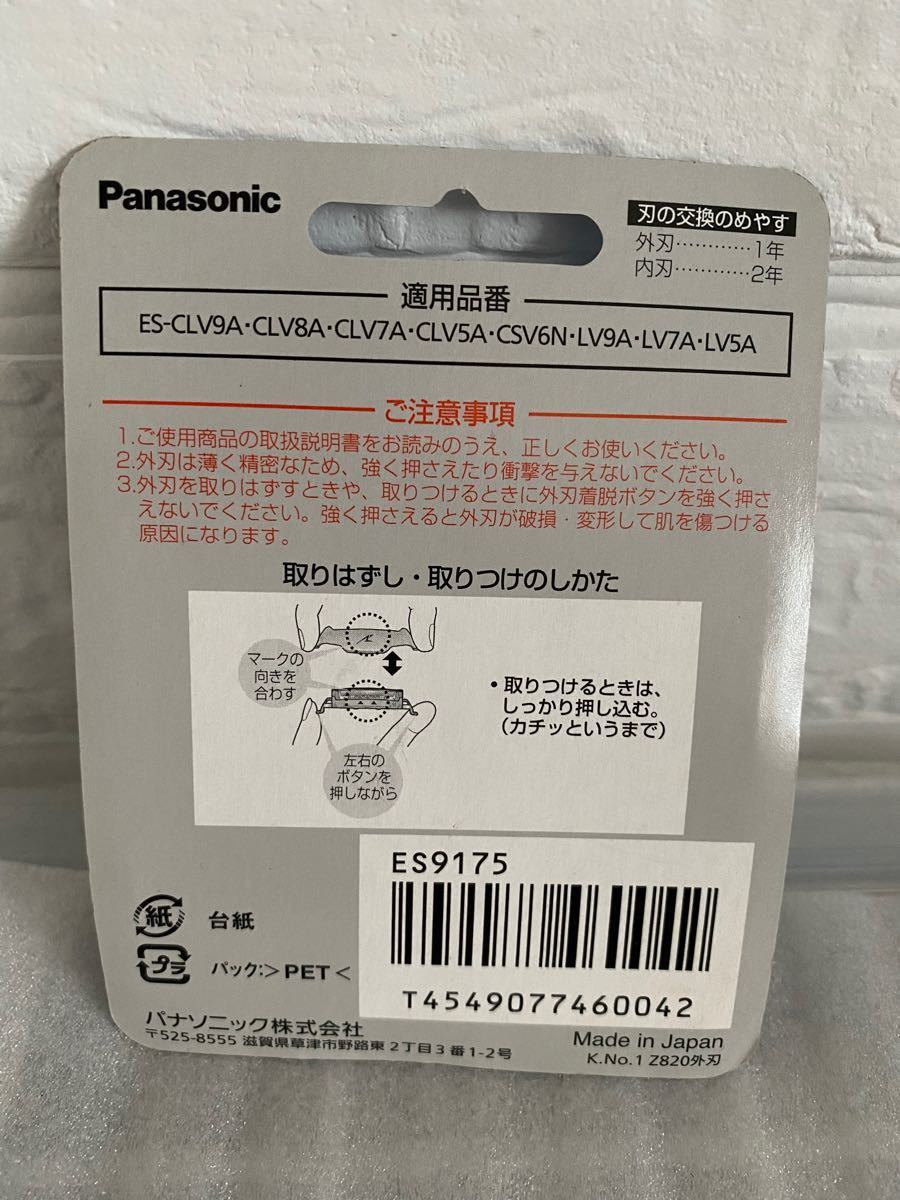 Panasonic
刃の交換のめやす
外刃…………1年
内刃…………2年
適用品番
ES-CLV9A・CLV8A・CLV7A・CLV5A・CSV6N・LV9A・LV7A・LV5A
ご注意事項
1.ご使用商品の取扱説明書をお読みのうえ、正しくお使いください。
2.外刃は薄く精密なため、強く押さえたり衝撃を与えないでください。
3.外刃を取りはずすときや、取りつけるときに外刃着脱ボタンを強く押さ
えないでください。強く押さえると外刃が破損・変形して肌を傷つける
原因になります。
取りはずし・取りつけのしかた
マークの
向きを
合わす
・取りつけるときは、
しっかり押し込む。
(カチッというまで)
左右の
ボタンを
押しながら
ES9175
T4549077460042
紙
台紙
プラ
パック:>PET<
パナソニック株式会社
〒525-8555 滋賀県草津市野路東2丁目3番1-2号
Made in Japan
K.No.1 Z820外刃